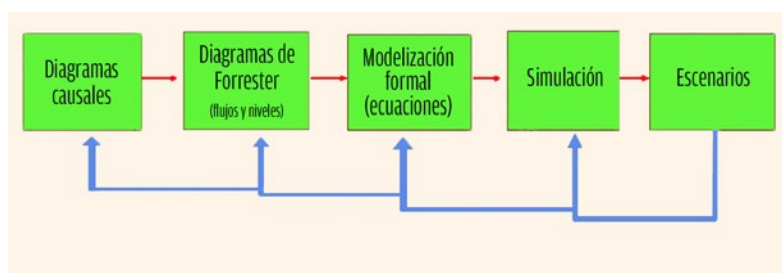 Diagramas
causales
Diagramas de
Forrester
(flujos y niveles)
Modelización
formal
(ecuaciones)
Simulación
Escenarios